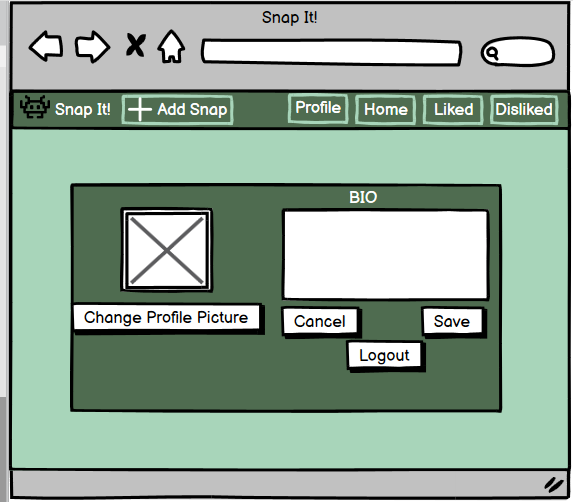 Snap It!
Snap It! Add Snap Profile Home Liked Disliked
BIO
Change Profile Picture Cancel Save
Logout